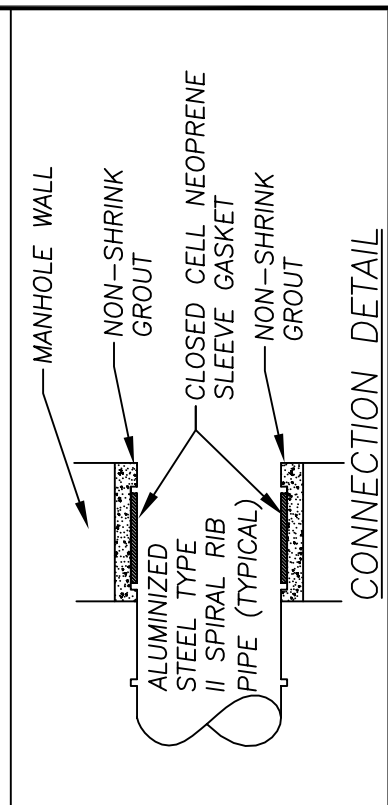 MANHOLE WALL
NON-SHRINK
GROUT
CLOSED CELL NEOPRENE
SLEEVE GASKET
NON-SHRINK
GROUT
ALUMINIZED
STEEL TYPE
II SPIRAL RIB
PIPE (TYPICAL)
CONNECTION DETAIL